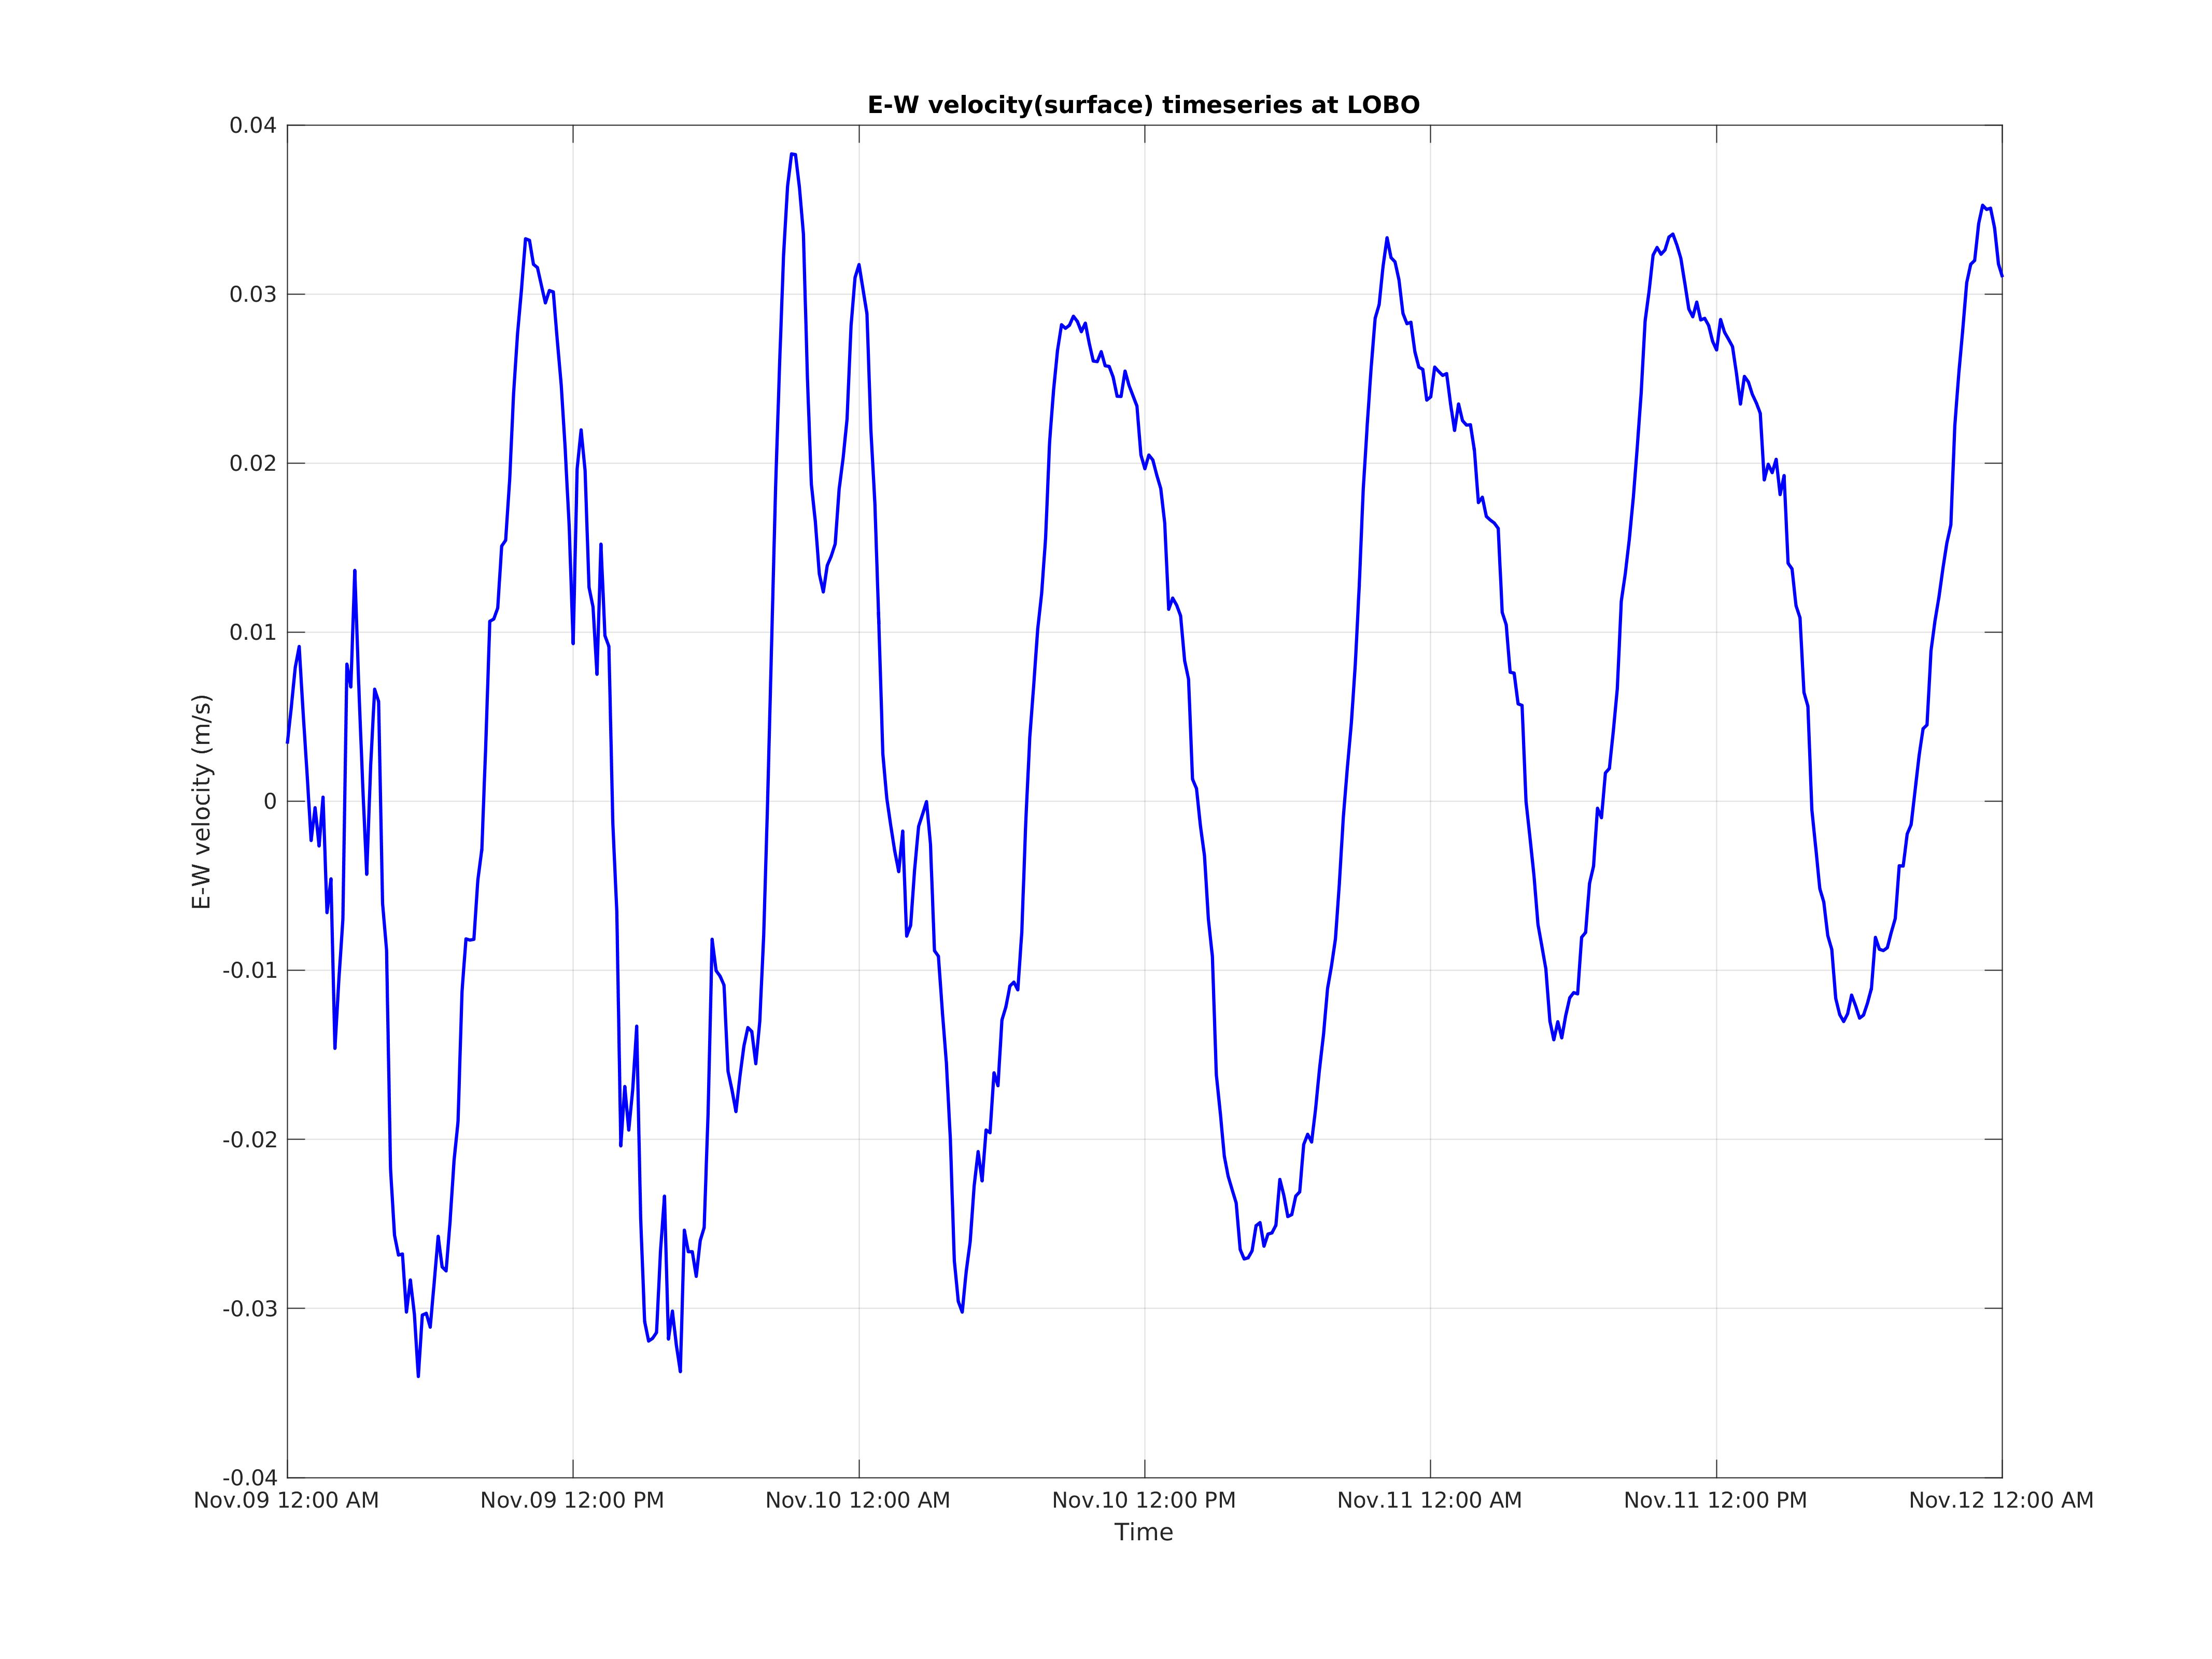 E-W velocity(surface) timeseries at LOBO
0.04
0.03
0.02
0.01
0
-0.01
-0.02
-0.03
-0.04
E-W velocity (m/s)
Nov.09 12:00 AM Nov.09 12:00 PM Nov.10 12:00 AM Nov.10 12:00 PM Nov.11 12:00 AM Nov.11 12:00 PM Nov.12 12:00 AM
Time